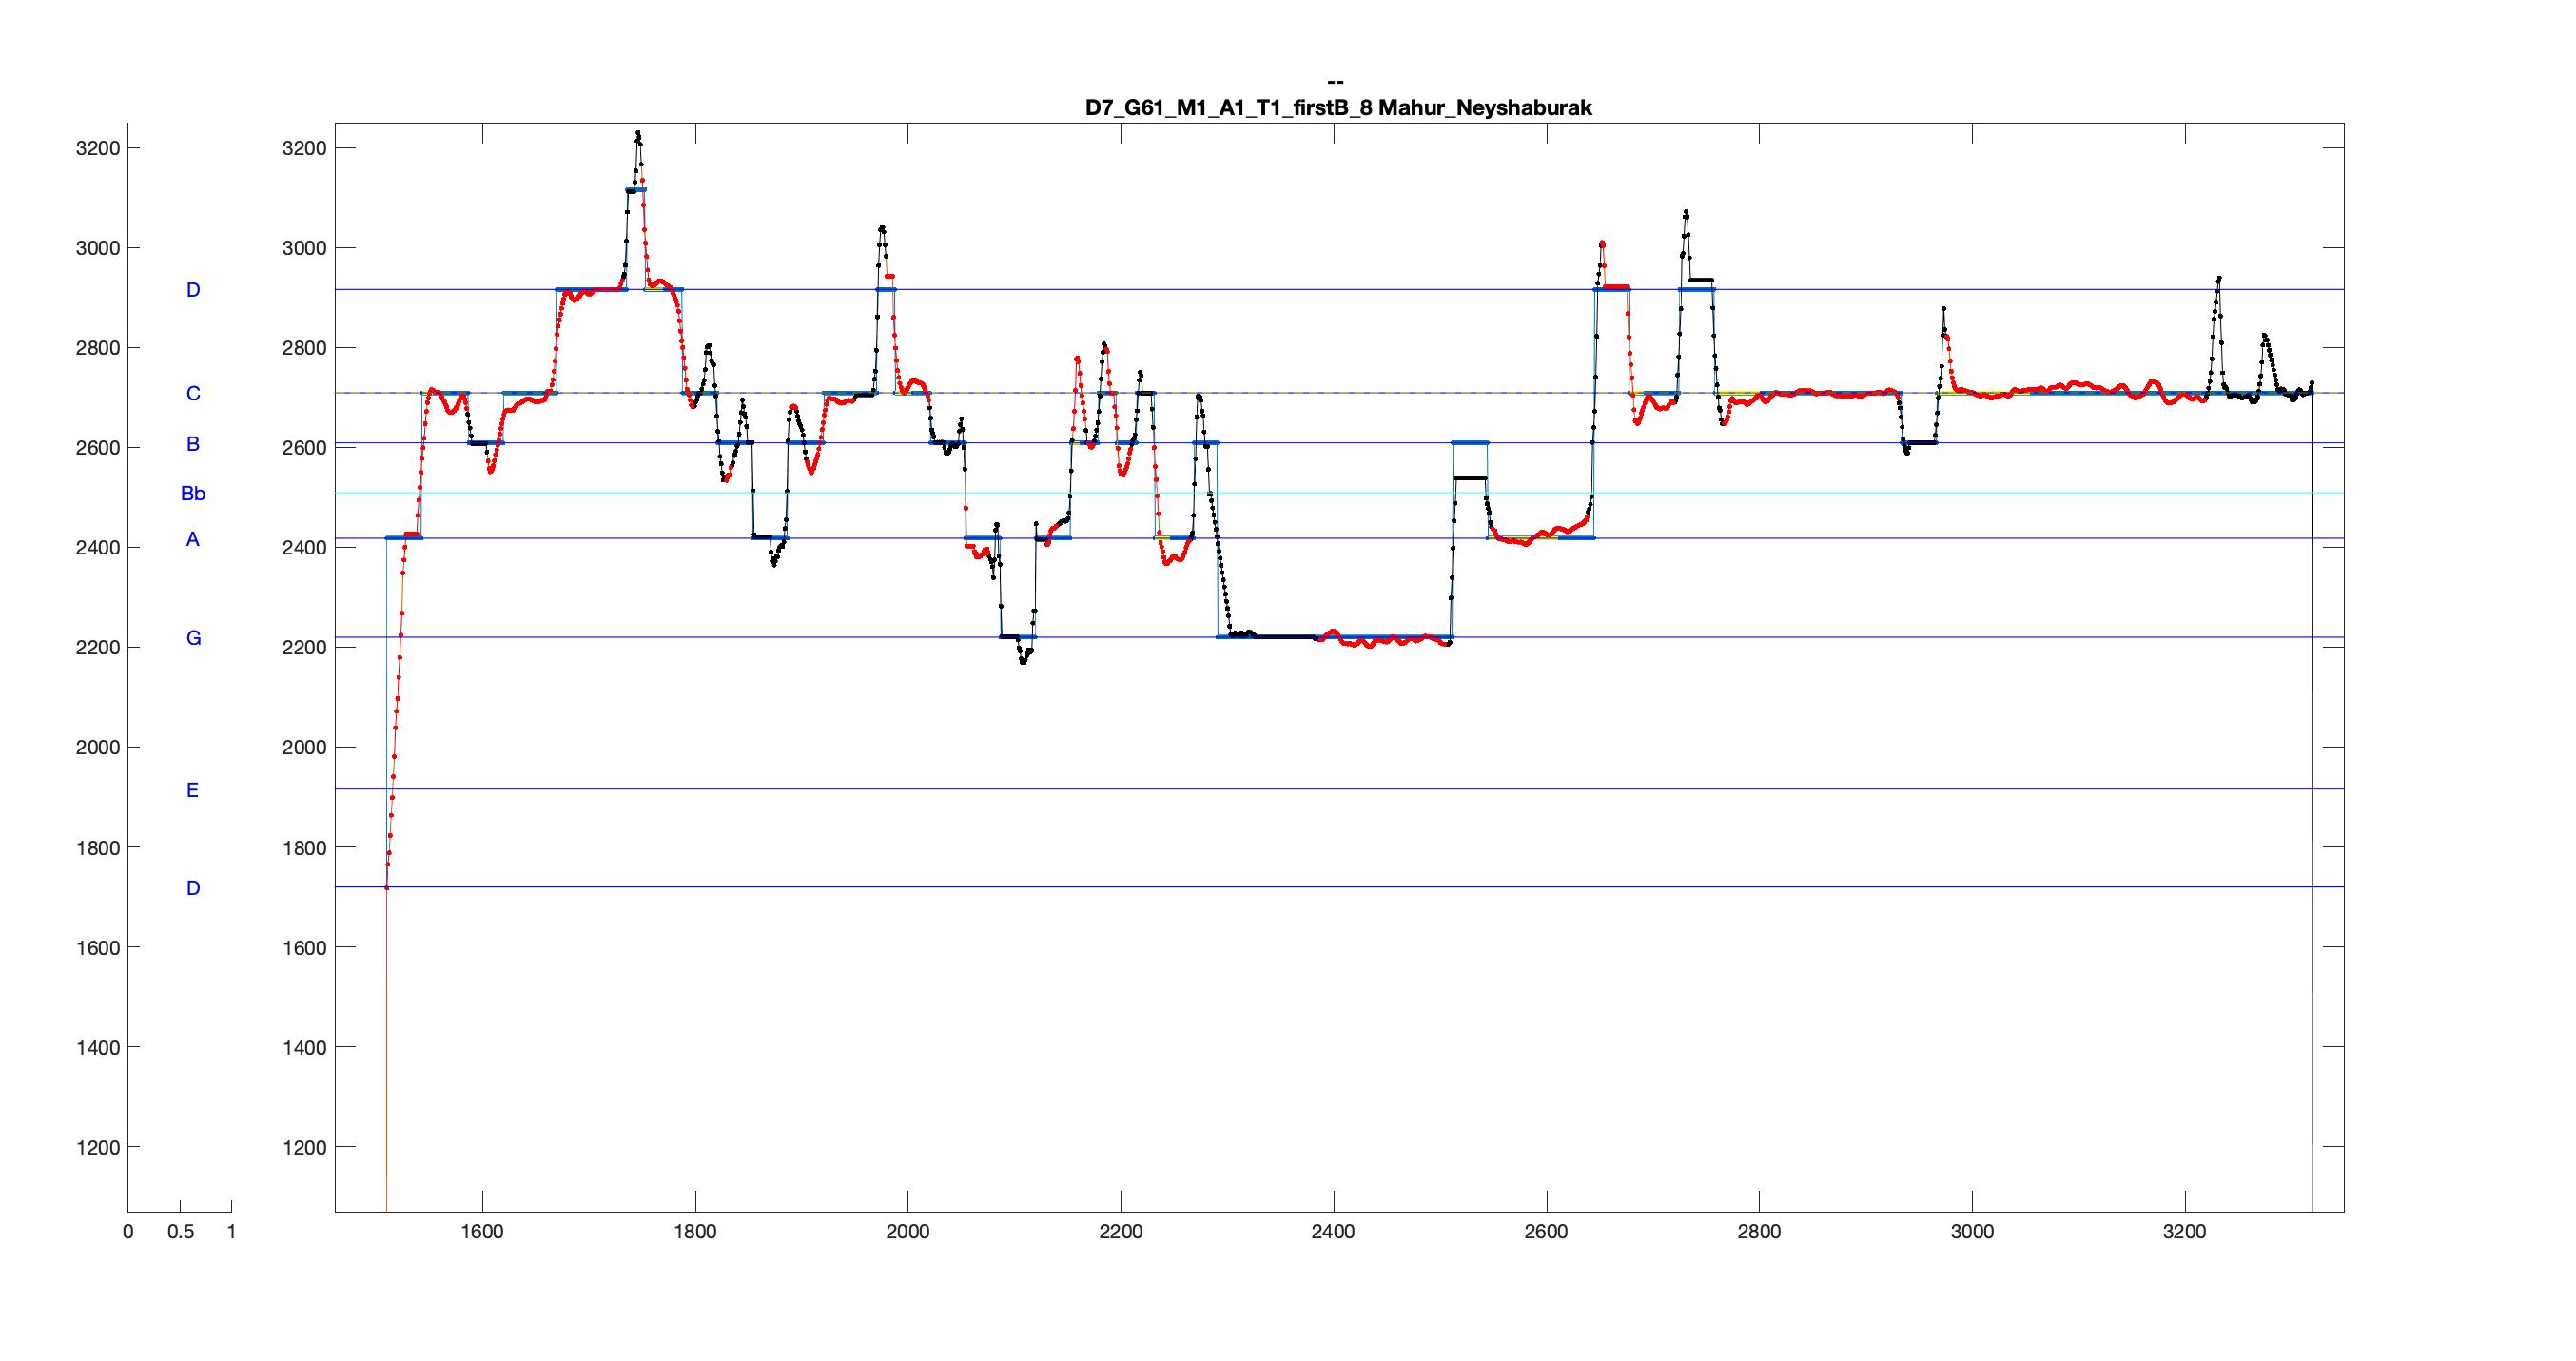 --
D7_G61_M1_A1_T1_firstB_8 Mahur_Neyshaburak
3200 3200
3000 3000
D
2800 2800
C
2600 B 2600
Bb
2400 A 2400
G
2200 2200
2000 2000
E
1800 1800
D
1600 1600
1400 1400
1200 1200
0 0.5 1 1600 1800 2000 2200 2400 2600 2800 3000 3200